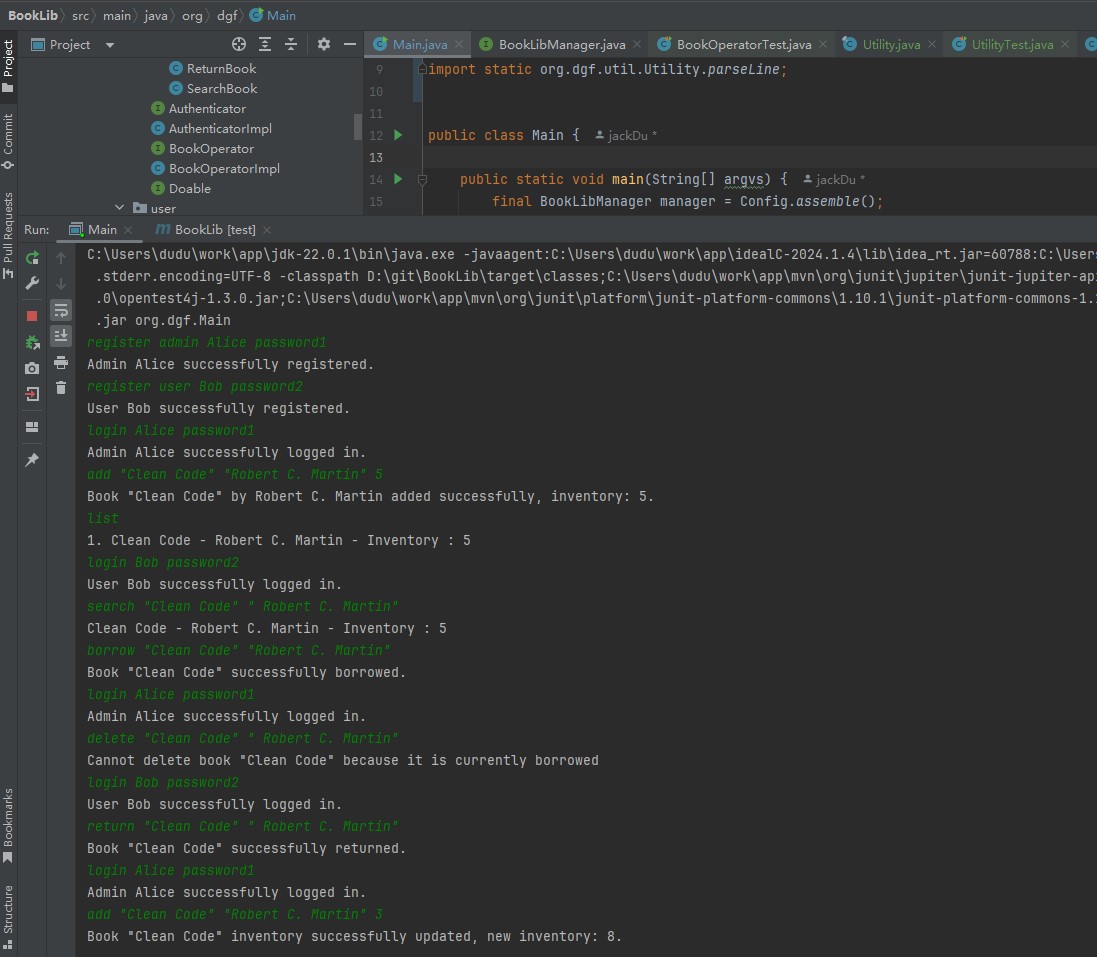 BookLib src main java org dgf Main
Project
Main.java BookLibManager.java BookOperatorTest.java Utility.java UtilityTest.java
Project
Commit
Pull Requests
Bookmarks
Structure
ReturnBook
SearchBook
Authenticator
AuthenticatorImpl
BookOperator
BookOperatorImpl
Doable
user
9 import static org.dgf.util.Utility.parseLine;
10
11
12 public class Main { jackDu *
13
14 public static void main(String[] argvs) { jackDu *
15 final BookLibManager manager = Config.assemble();
Run: Main BookLib [test]
C:\Users\dudu\work\app\jdk-22.0.1\bin\java.exe -javaagent:C:\Users\dudu\work\app\idealC-2024.1.4\lib\idea_rt.jar=60788:C:\Users
.stderr.encoding=UTF-8 -classpath D:\git\BookLib\target\classes;C:\Users\dudu\work\app\mvn\org\junit\jupiter\junit-jupiter-ap
.0\opentest4j-1.3.0.jar;C:\Users\dudu\work\app\mvn\org\junit\platform\junit-platform-commons\1.10.1\junit-platform-commons-1.
.jar org.dgf.Main
register admin Alice password1
Admin Alice successfully registered.
register user Bob password2
User Bob successfully registered.
login Alice password1
Admin Alice successfully logged in.
add "Clean Code" "Robert C. Martin" 5
Book "Clean Code" by Robert C. Martin added successfully, inventory: 5.
list
1. Clean Code - Robert C. Martin - Inventory : 5
login Bob password2
User Bob successfully logged in.
search "Clean Code" " Robert C. Martin"
Clean Code - Robert C. Martin - Inventory : 5
borrow "Clean Code" "Robert C. Martin"
Book "Clean Code" successfully borrowed.
login Alice password1
Admin Alice successfully logged in.
delete "Clean Code" " Robert C. Martin"
Cannot delete book "Clean Code" because it is currently borrowed
login Bob password2
User Bob successfully logged in.
return "Clean Code" " Robert C. Martin"
Book "Clean Code" successfully returned.
login Alice password1
Admin Alice successfully logged in.
add "Clean Code" "Robert C. Martin" 3
Book "Clean Code" inventory successfully updated, new inventory: 8.